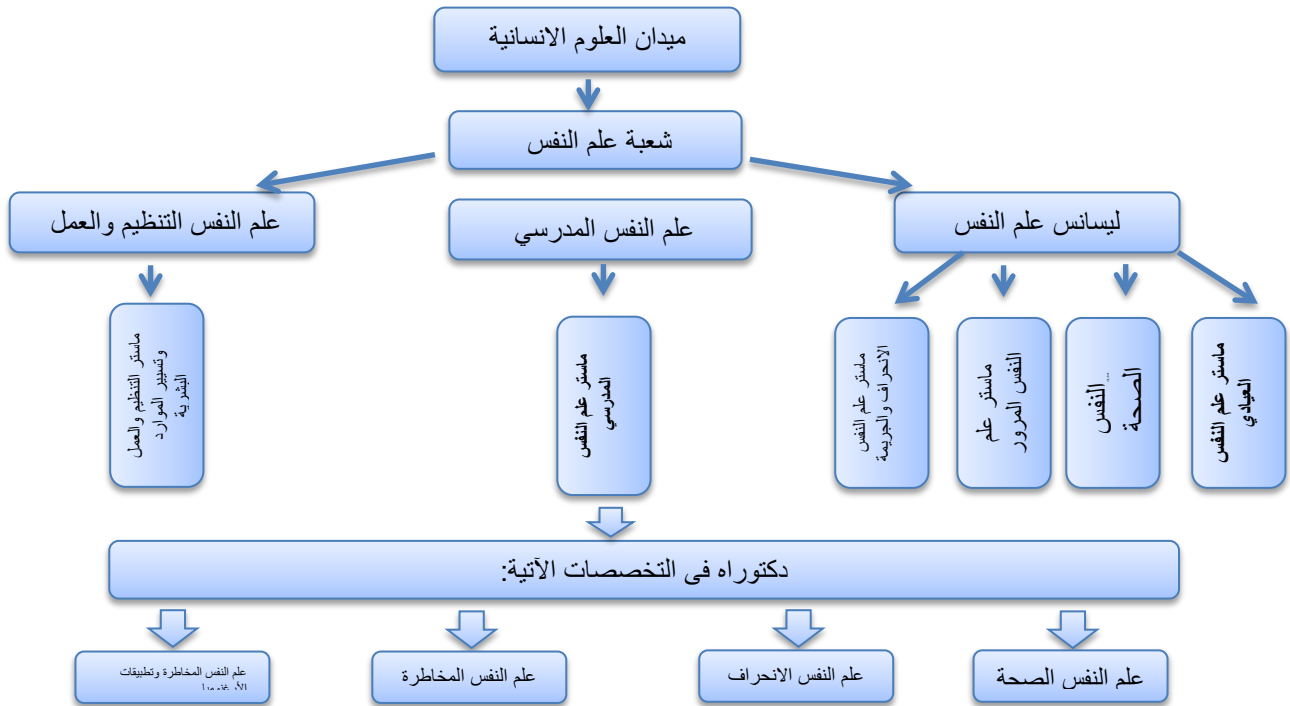 ميدان العلوم الانسانية
شعبة علم النفس
ليسانس علم النفس
علم النفس المدرسي
علم النفس التنظيم والعمل
ماستر علم النفس
العيادي
النفس
الصحة
ماستر علم
النفس المرور
ماستر علم النفس
الانحراف والجريمة
ماستر علم النفس
المدرسي
ماستر التنظيم والعمل
وتسيير الموارد
البشرية
دكتوراه فى التخصصات الآتية:
علم النفس الصحة
علم النفس الانحراف
علم النفس المخاطرة
علم النفس المخاطرة وتطبيقات